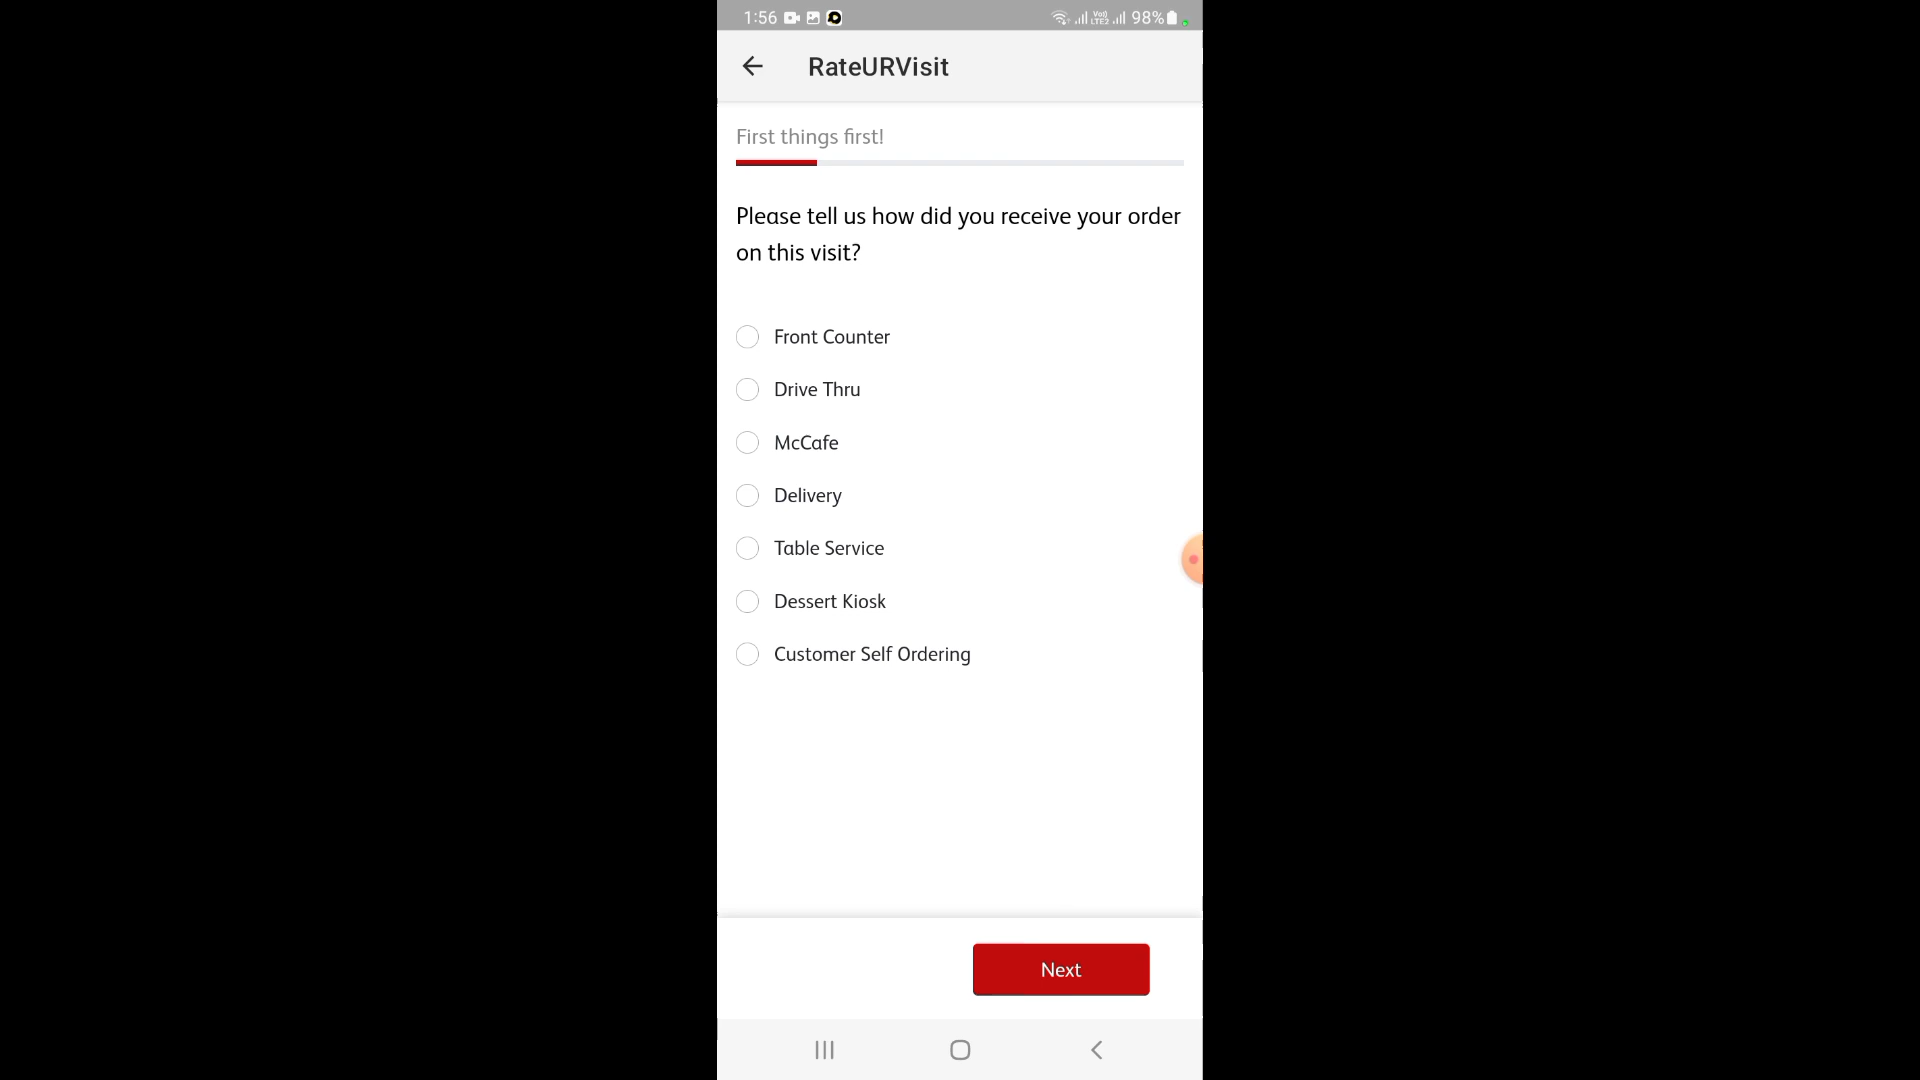 1:56 98%
RateURVisit
First things first!
Please tell us how did you receive your order
on this visit?
Front Counter
Drive Thru
McCafe
Delivery
Table Service
Dessert Kiosk
Customer Self Ordering
Next